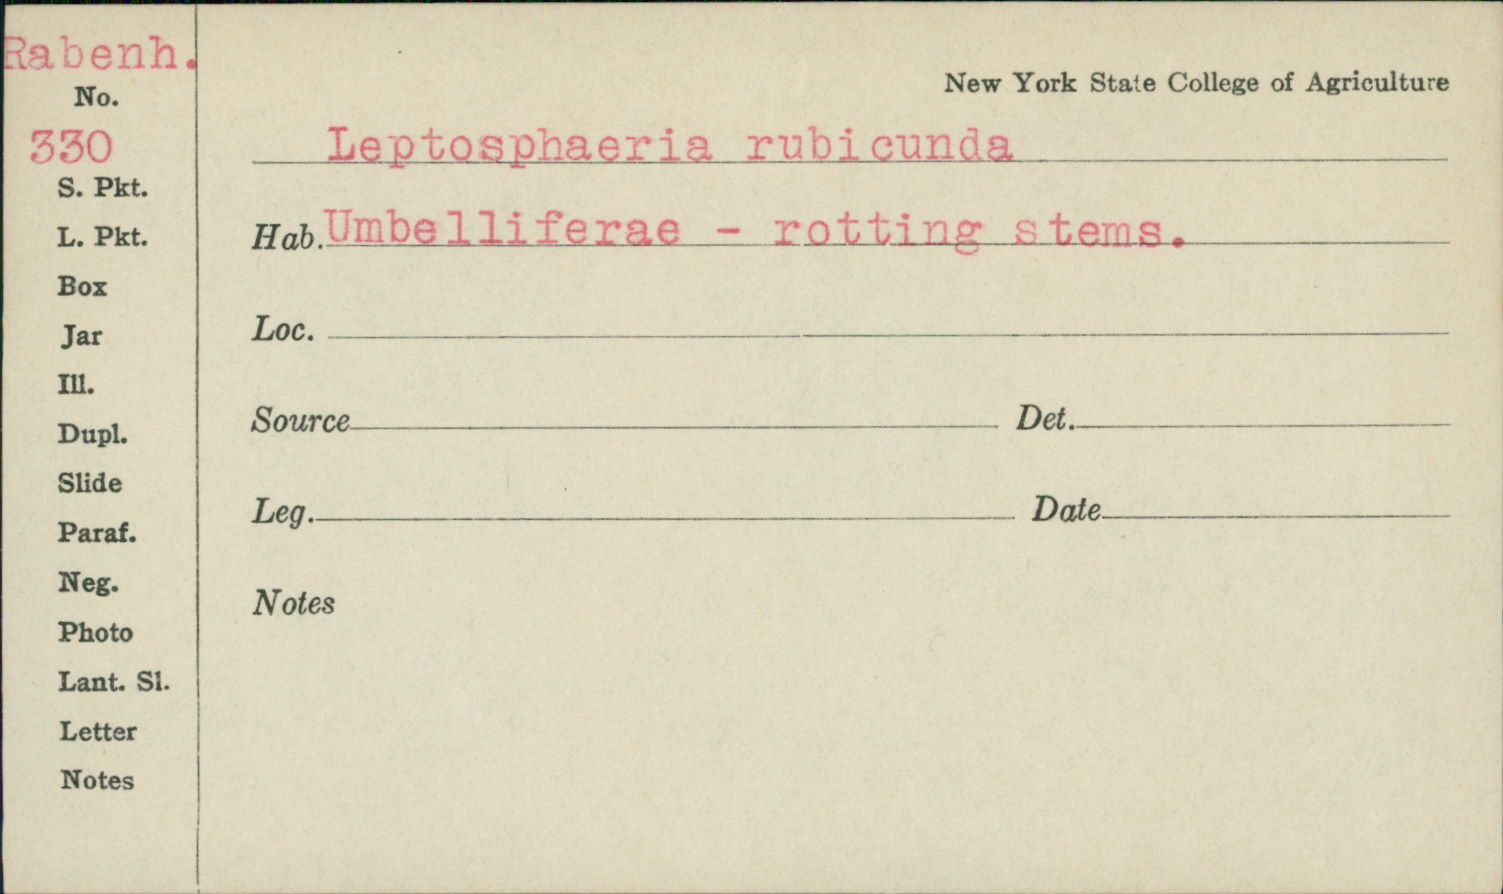 Rabenh.
No.
330
S. Pkt.
L. Pkt.
Box
Jar
Ill.
Dupl.
Slide
Paraf.
Neg.
Photo
Lant. Sl.
Letter
Notes
New York State College of Agriculture
Leptosphaeria rubicunda
Hab. Umbelliferae - rotting stems.
Loc.
Source Det.
Leg. Date
Notes